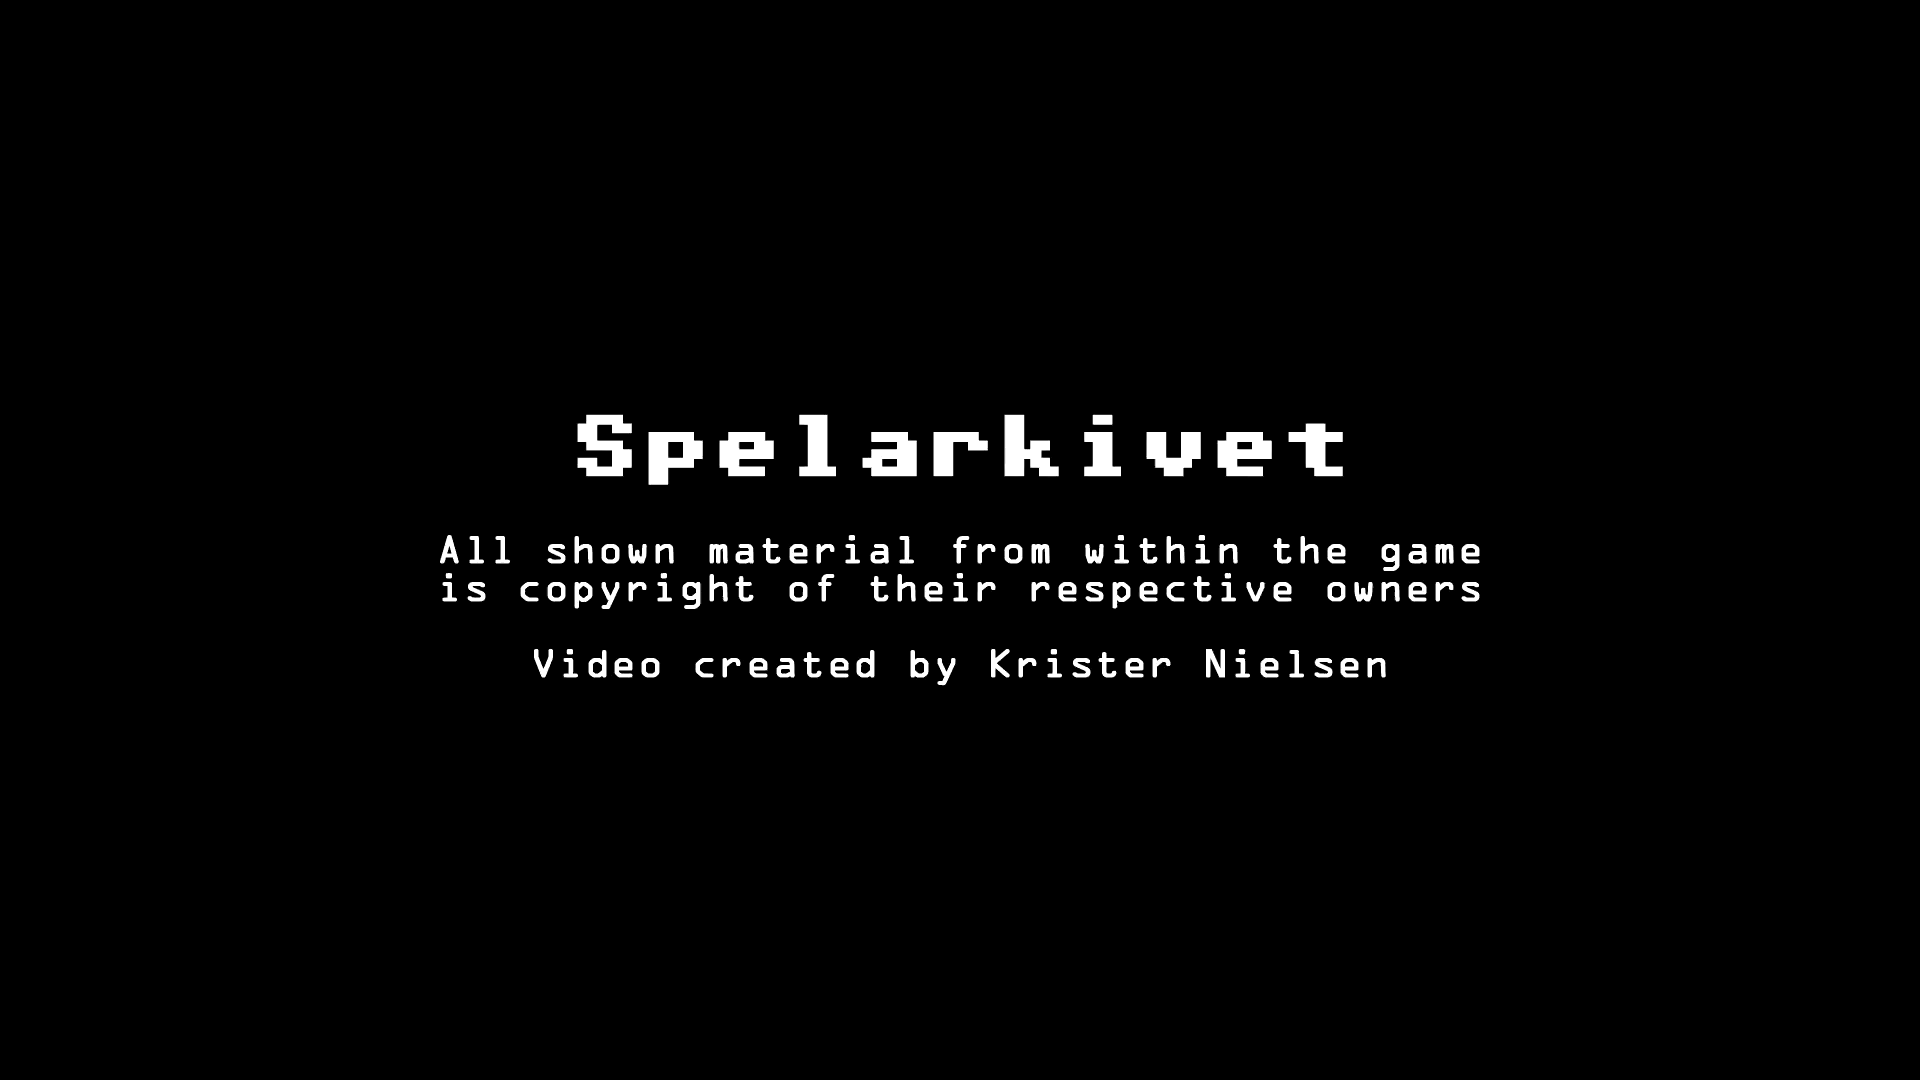 Spelarkivet
All shown material from within the game
is copyright of their respective owners
Video created by Krister Nielsen